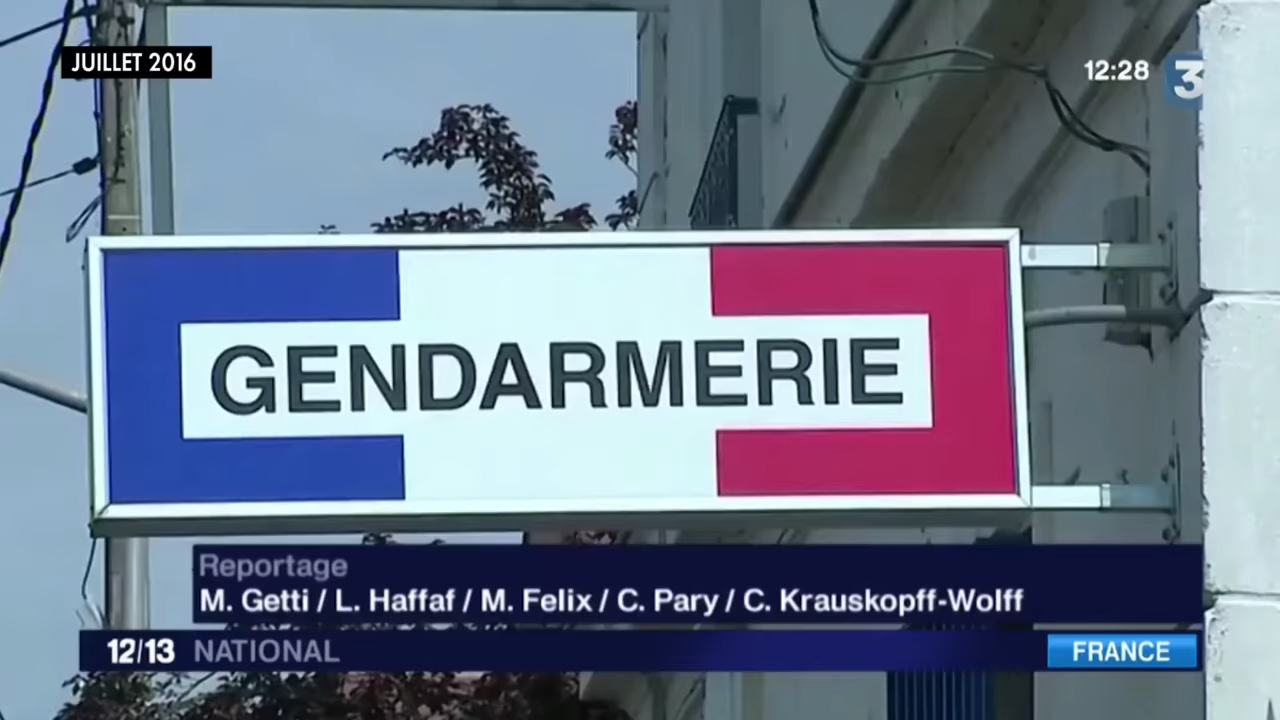 JUILLET 2016
12:28 3
GENDARMERIE
Reportage
M. Getti / L. Haffaf / M. Felix / C. Pary / C. Krauskopff-Wolff
12/13 NATIONAL
FRANCE